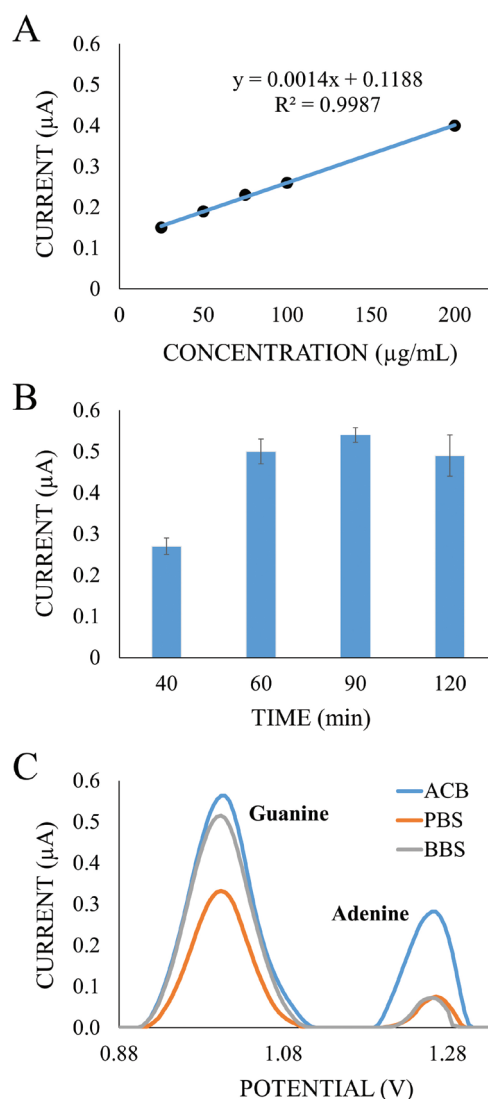 A
CURRENT (µA)
0.6
0.5
0.4
0.3
0.2
0.1
0
y = 0.0014x + 0.1188
R² = 0.9987
0 50 100 150 200
CONCENTRATION (µg/mL)
B
CURRENT (µA)
0.6
0.5
0.4
0.3
0.2
0.1
0
40 60 90 120
TIME (min)
C
CURRENT (µA)
0.6
0.5
0.4
0.3
0.2
0.1
0.0
Guanine
Adenine
ACB
PBS
BBS
0.88 1.08 1.28
POTENTIAL (V)